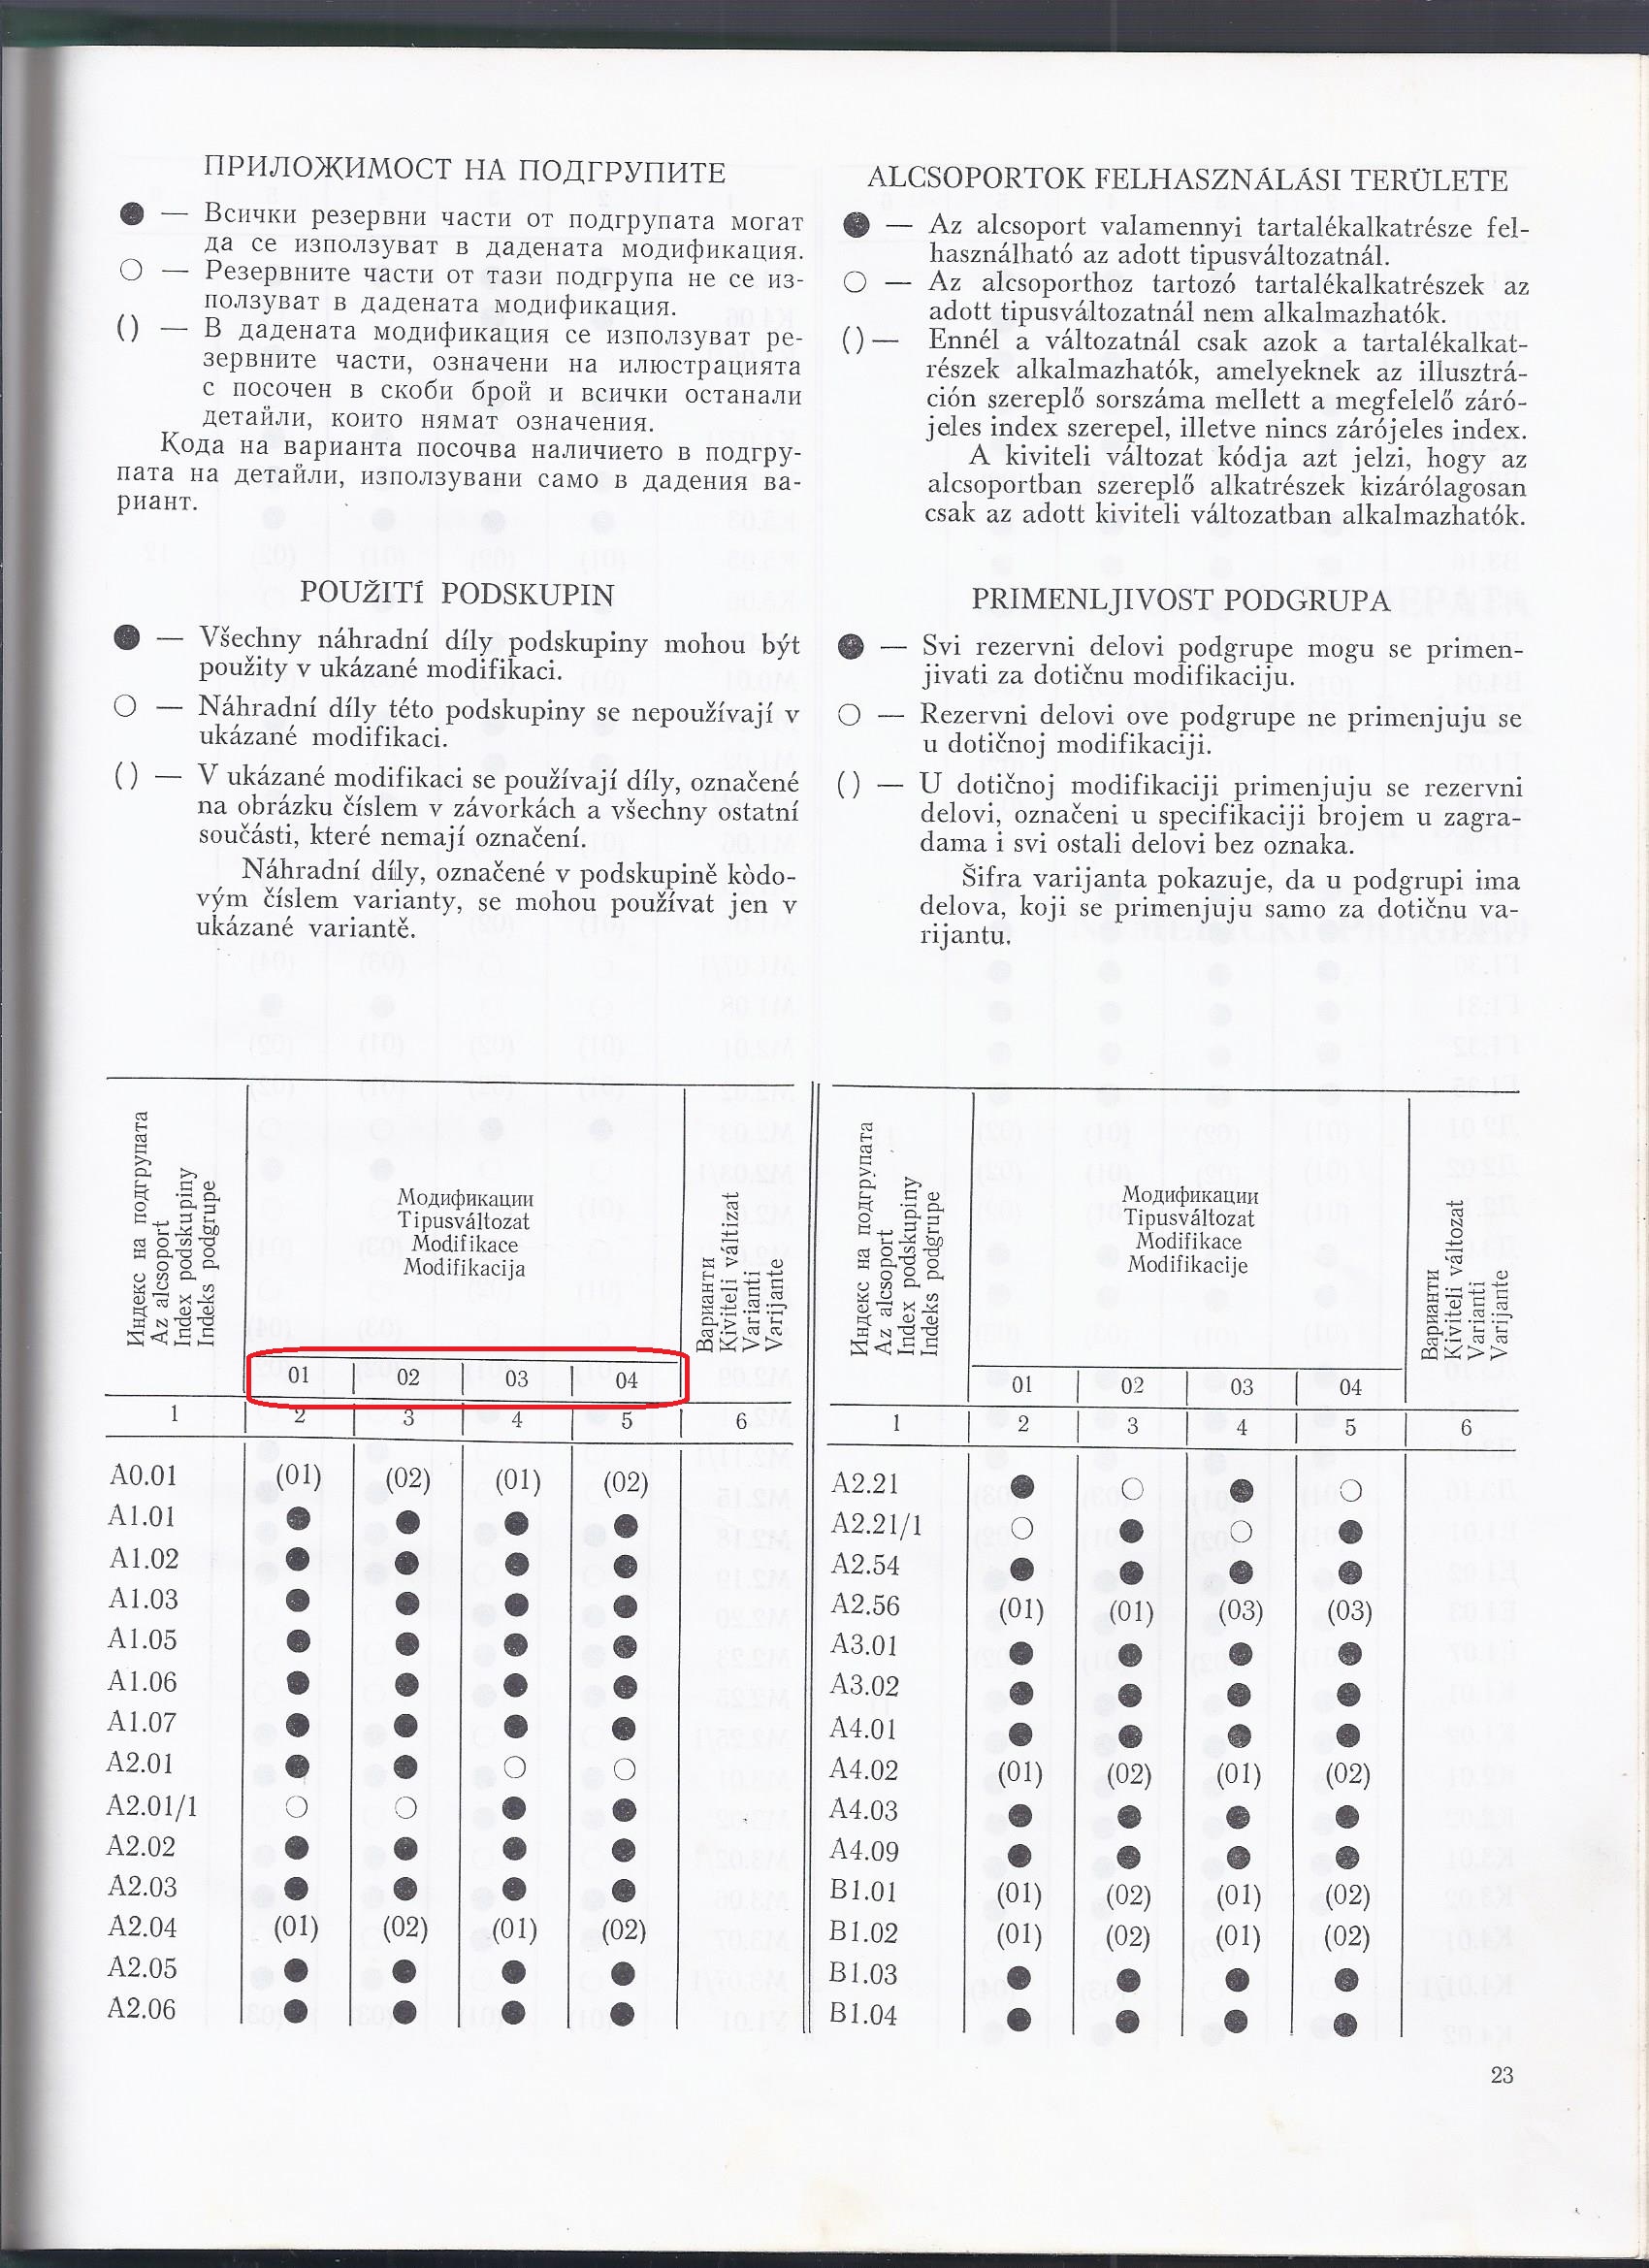 ПРИЛОЖИМОСТ НА ПОДГРУПИТЕ
● — Всички резервни части от подгрупата могат
да се използуват в дадената модификация.
○ — Резервните части от тази подгрупа не се из-
ползуват в дадената модификация.
() — В дадената модификация се използуват ре-
зервните части, означени на илюстрацията
с посочен в скоби брой и всички останали
детайли, които нямат означения.
Кода на варианта посочва наличието в подгру-
пата на детайли, използувани само в дадения ва-
риант.
ALCSOPORTOK FELHASZNÁLÁSI TERÜLETE
● — Az alcsoport valamennyi tartalékalkatrésze fel-
használható az adott tipusváltozatnál.
○ — Az alcsoporthoz tartozó tartalékalkatrészek az
adott tipusváltozatnál nem alkalmazhatók.
() — Ennél a változatnál csak azok a tartalékalkat-
részek alkalmazhatók, amelyeknek az illusztrá-
ción szereplő sorszáma mellett a megfelelő záró-
jeles index szerepel, illetve nincs zárójeles index.
A kiviteli változat kódja azt jelzi, hogy az
alcsoportban szereplő alkatrészek kizárólagosan
csak az adott kiviteli változatban alkalmazhatók.
POUŽITÍ PODSKUPIN
● — Všechny náhradní díly podskupiny mohou být
použity v ukázané modifikaci.
○ — Náhradní díly této podskupiny se nepoužívají v
ukázané modifikaci.
() — V ukázané modifikaci se používají díly, označené
na obrázku číslem v závorkách a všechny ostatní
součásti, které nemají označení.
Náhradní díly, označené v podskupině kòdo-
vým číslem varianty, se mohou používat jen v
ukázané variantě.
PRIMENLJIVOST PODGRUPA
● — Svi rezervni delovi podgrupe mogu se primen-
jivati za dotičnu modifikaciju.
○ — Rezervni delovi ove podgrupe ne primenjuju se
u dotičnoj modifikaciji.
() — U dotičnoj modifikaciji primenjuju se rezervni
delovi, označeni u specifikaciji brojem u zagra-
dama i svi ostali delovi bez oznaka.
Šifra varijanta pokazuje, da u podgrupi ima
delova, koji se primenjuju samo za dotičnu va-
rijantu.
Индекс на подгрупата
Az alcsoport
Index podskupiny
Indeks podgrupe
Модификации
Tipusváltozat
Modifikace
Modifikacija
Варианти
Kiviteli váltizat
Varianti
Varijante
01 02 03 04
1 2 3 4 5 6
A0.01 (01) (02) (01) (02)
A1.01 ● ● ● ●
A1.02 ● ● ● ●
A1.03 ● ● ● ●
A1.05 ● ● ● ●
A1.06 ● ● ● ●
A1.07 ● ● ● ●
A2.01 ● ● ○ ○
A2.01/1 ○ ○ ● ●
A2.02 ● ● ● ●
A2.03 ● ● ● ●
A2.04 (01) (02) (01) (02)
A2.05 ● ● ● ●
A2.06 ● ● ● ●
Индекс на подгрупата
Az alcsoport
Index podskupiny
Indeks podgrupe
Модификации
Tipusváltozat
Modifikace
Modifikacije
Варианти
Kiviteli változat
Varianti
Varijante
01 02 03 04
1 2 3 4 5 6
A2.21 ● ○ ● ○
A2.21/1 ○ ● ○ ●
A2.54 ● ● ● ●
A2.56 (01) (01) (03) (03)
A3.01 ● ● ● ●
A3.02 ● ● ● ●
A4.01 ● ● ● ●
A4.02 (01) (02) (01) (02)
A4.03 ● ● ● ●
A4.09 ● ● ● ●
B1.01 (01) (02) (01) (02)
B1.02 (01) (02) (01) (02)
B1.03 ● ● ● ●
B1.04 ● ● ● ●
23